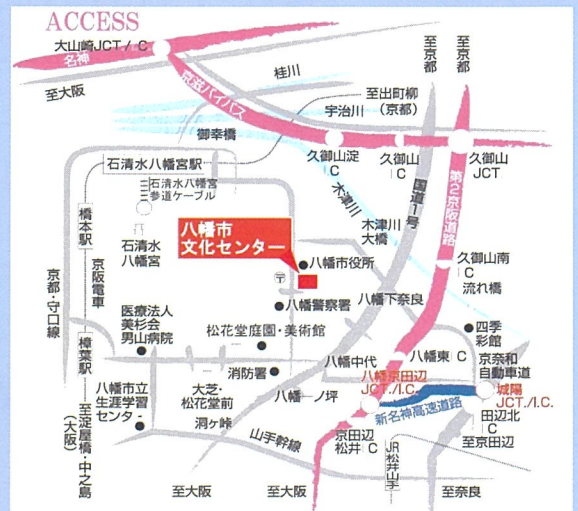 ACCESS
大山崎JCT./I.C
名神
至大阪
京滋バイパス
桂川
至出町柳
(京都)
宇治川
至京都
至京都
御幸橋
久御山淀
I.C
久御山
I.C
久御山
JCT
石清水八幡宮駅
石清水八幡宮
参道ケーブル
木津川
国道1号
第2京阪道路
橋本駅
石清水
八幡宮
八幡市
文化センター
木津川
大橋
八幡市役所
久御山南
I.C
流れ橋
京都・守口線
京阪電車
〒
八幡警察署
八幡下奈良
医療法人
美杉会
男山病院
松花堂庭園・美術館
四季
彩館
樟葉駅
八幡中代
八幡東I.C
京奈和
自動車道
消防署
八幡京田辺
JCT./I.C.
城陽
JCT./I.C.
八幡市立
生涯学習
センター
大芝・
松花堂前
八幡一ノ坪
新名神高速道路
田辺北
I.C
至淀屋橋・中之島
(大阪)
洞ヶ峠
山手幹線
京田辺
松井I.C
至京田辺
JR松井山手
至大阪
至大阪
至奈良